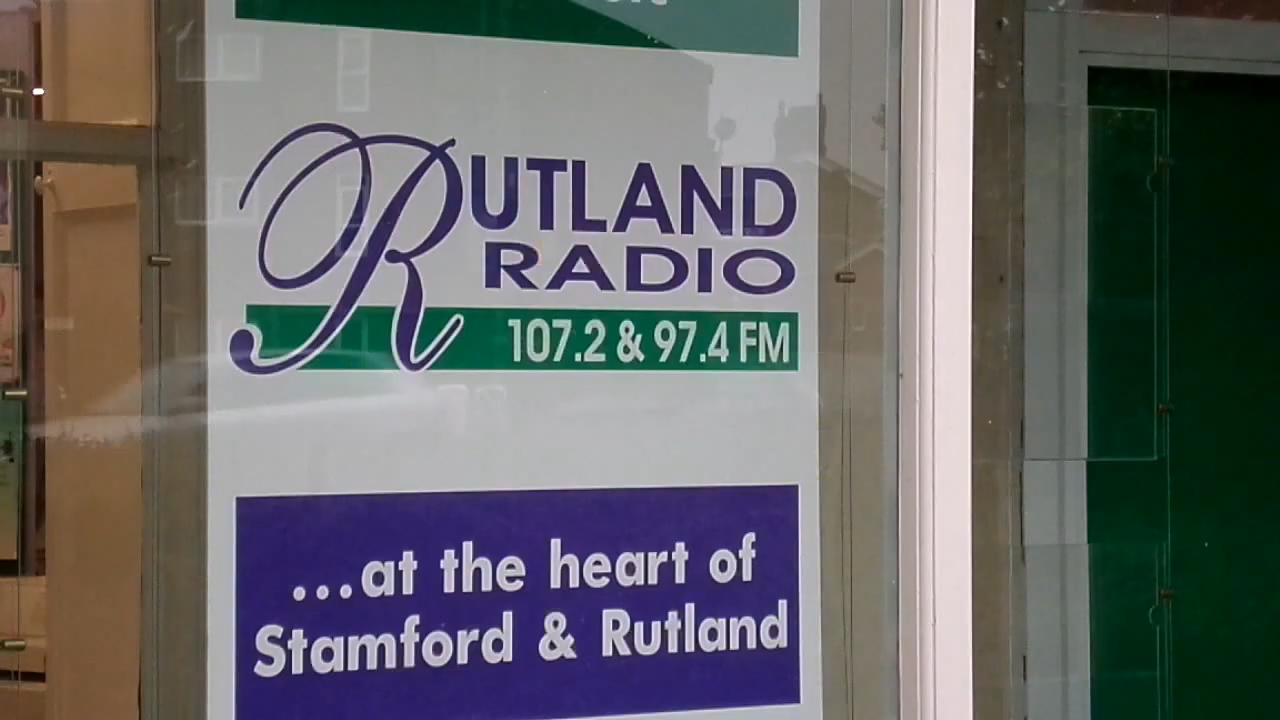 RUTLAND
RADIO
107.2 & 97.4 FM
...at the heart of
Stamford & Rutland